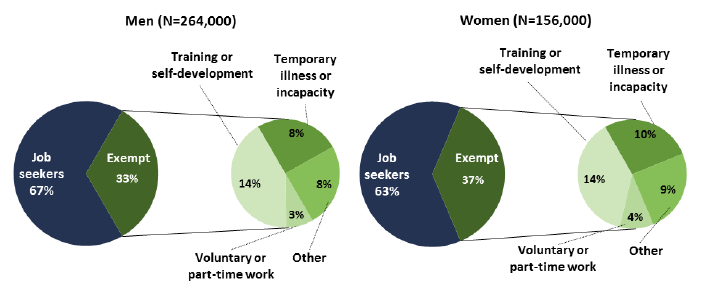 Men (N=264,000)
Training or
self-development
Temporary
illness or
incapacity
Job
seekers
67%
Exempt
33%
8%
14%
8%
3%
Voluntary or
part-time work
Other
Women (N=156,000)
Training or
self-development
Temporary
illness or
incapacity
Job
seekers
63%
Exempt
37%
10%
14%
9%
4%
Voluntary or
part-time work
Other